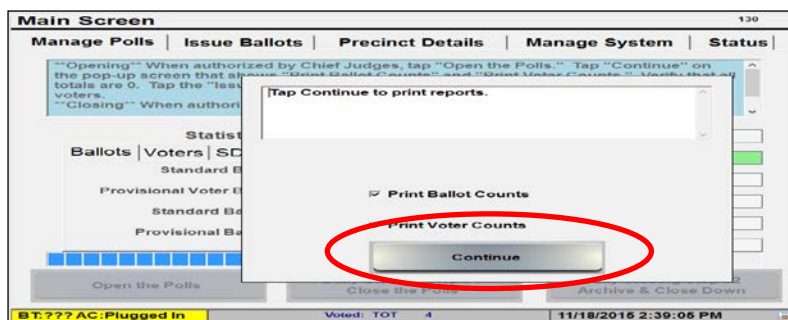 Main Screen 130
Manage Polls | Issue Ballots | Precinct Details | Manage System | Status |
**Opening** When authorized by Chief Judges, tap "Open the Polls." Tap "Continue" on
the pop-up screen that shows "Print Ballot Counts" and "Print Voter Counts." Verify that all
totals are 0. Tap the "Issu
voters.
**Closing** When authori
Tap Continue to print reports.
Statist
Ballots | Voters | SD
Standard B
Provisional Voter B
Print Ballot Counts
Standard Ba
Print Voter Counts
Provisional Ba
Continue
Open the Polls
Close the Polls
Archive & Close Down
BT:??? AC:Plugged In
Voted: TOT 4
11/18/2015 2:39:05 PM